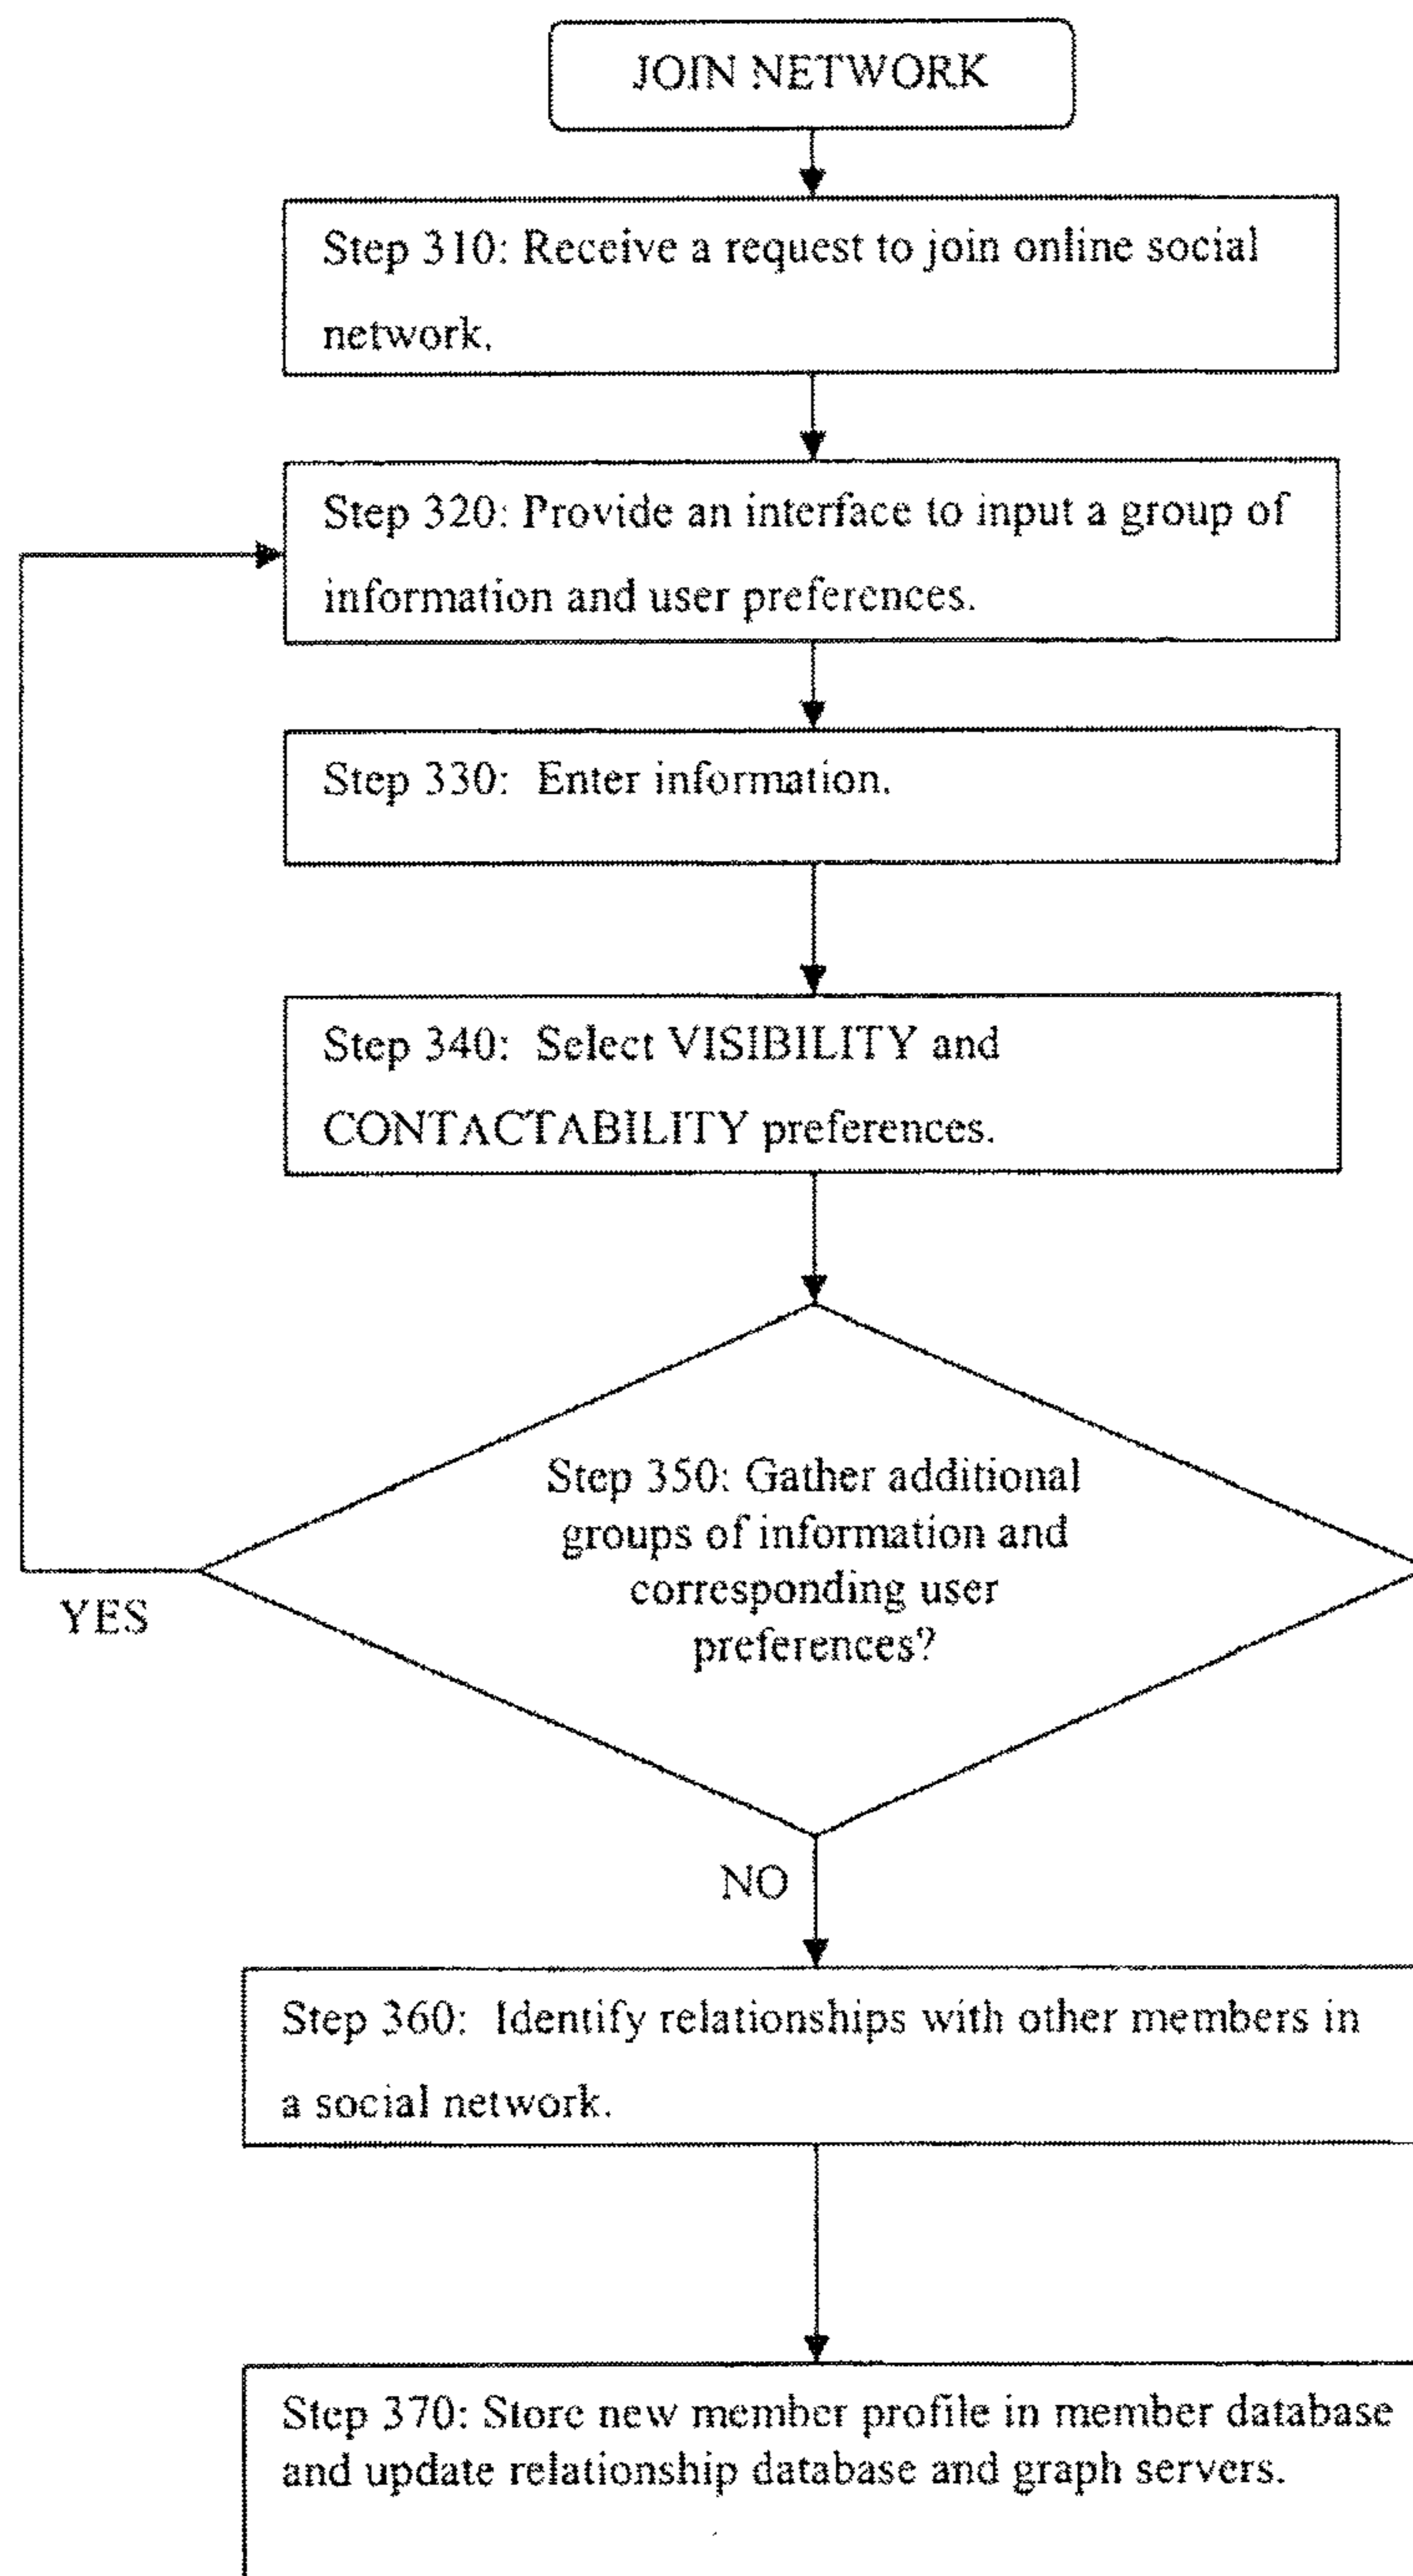 JOIN NETWORK
Step 310: Receive a request to join online social
network.
Step 320: Provide an interface to input a group of
information and user preferences.
Step 330: Enter information.
Step 340: Select VISIBILITY and
CONTACTABILITY preferences.
Step 350: Gather additional
groups of information and
corresponding user
preferences?
YES
NO
Step 360: Identify relationships with other members in
a social network.
Step 370: Store new member profile in member database
and update relationship database and graph servers.